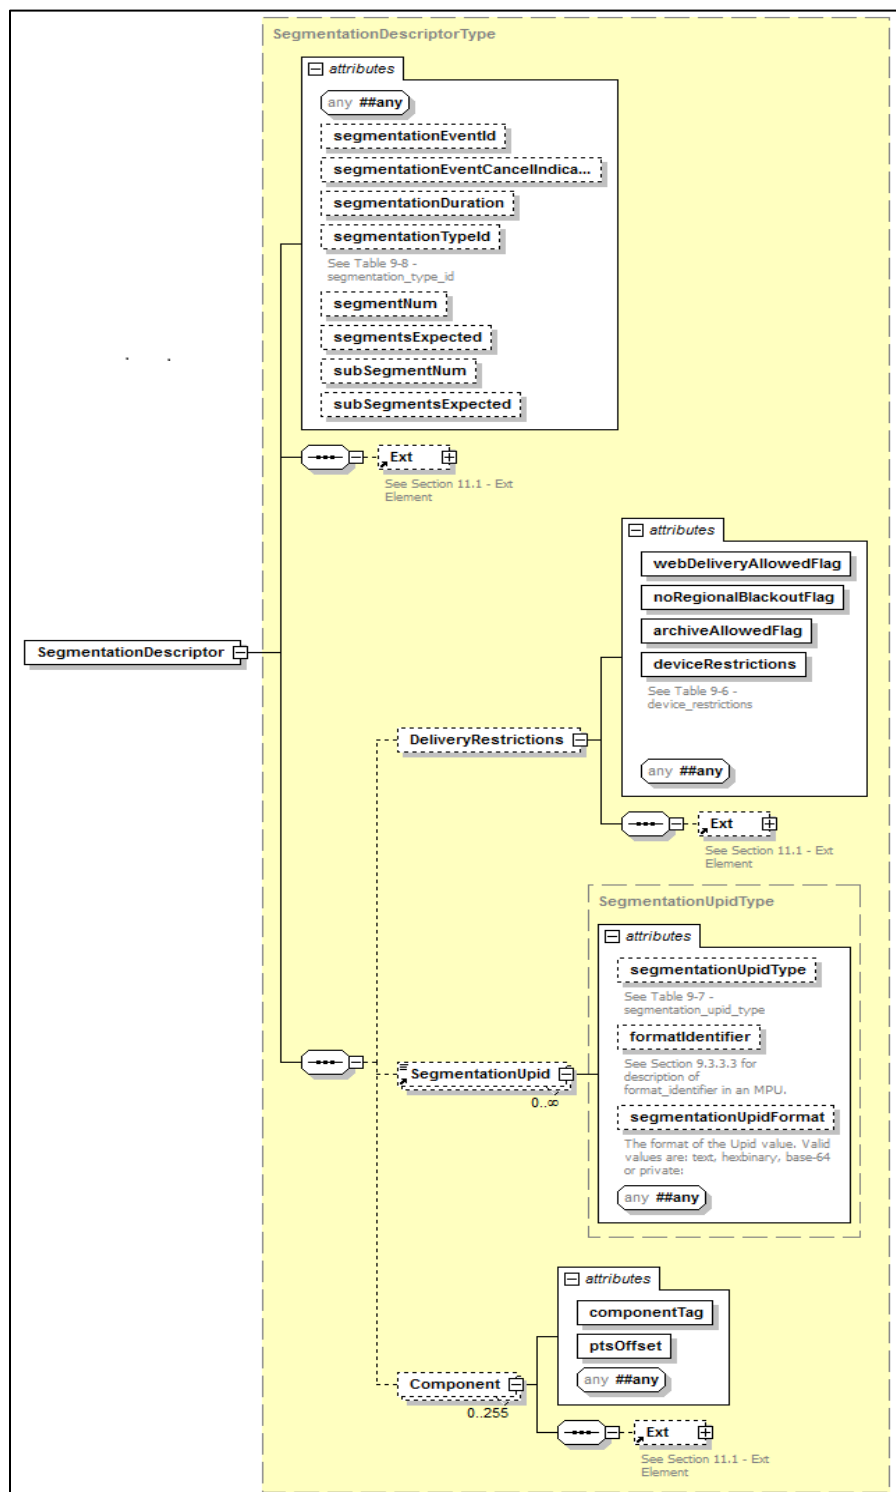 SegmentationDescriptorType
attributes
any ##any
segmentationEventId
segmentationEventCancelIndica...
segmentationDuration
segmentationTypeId
See Table 9-8 -
segmentation_type_id
segmentNum
segmentsExpected
subSegmentNum
subSegmentsExpected
Ext
See Section 11.1 - Ext
Element
attributes
webDeliveryAllowedFlag
noRegionalBlackoutFlag
archiveAllowedFlag
deviceRestrictions
See Table 9-6 -
device_restrictions
any ##any
SegmentationDescriptor
DeliveryRestrictions
Ext
See Section 11.1 - Ext
Element
SegmentationUpidType
attributes
segmentationUpidType
See Table 9-7 -
segmentation_upid_type
formatIdentifier
See Section 9.3.3.3 for
description of
format_identifier in an MPU.
segmentationUpidFormat
The format of the Upid value. Valid
values are: text, hexbinary, base-64
or private:
any ##any
SegmentationUpid
0..∞
attributes
componentTag
ptsOffset
any ##any
Component
0..255
Ext
See Section 11.1 - Ext
Element